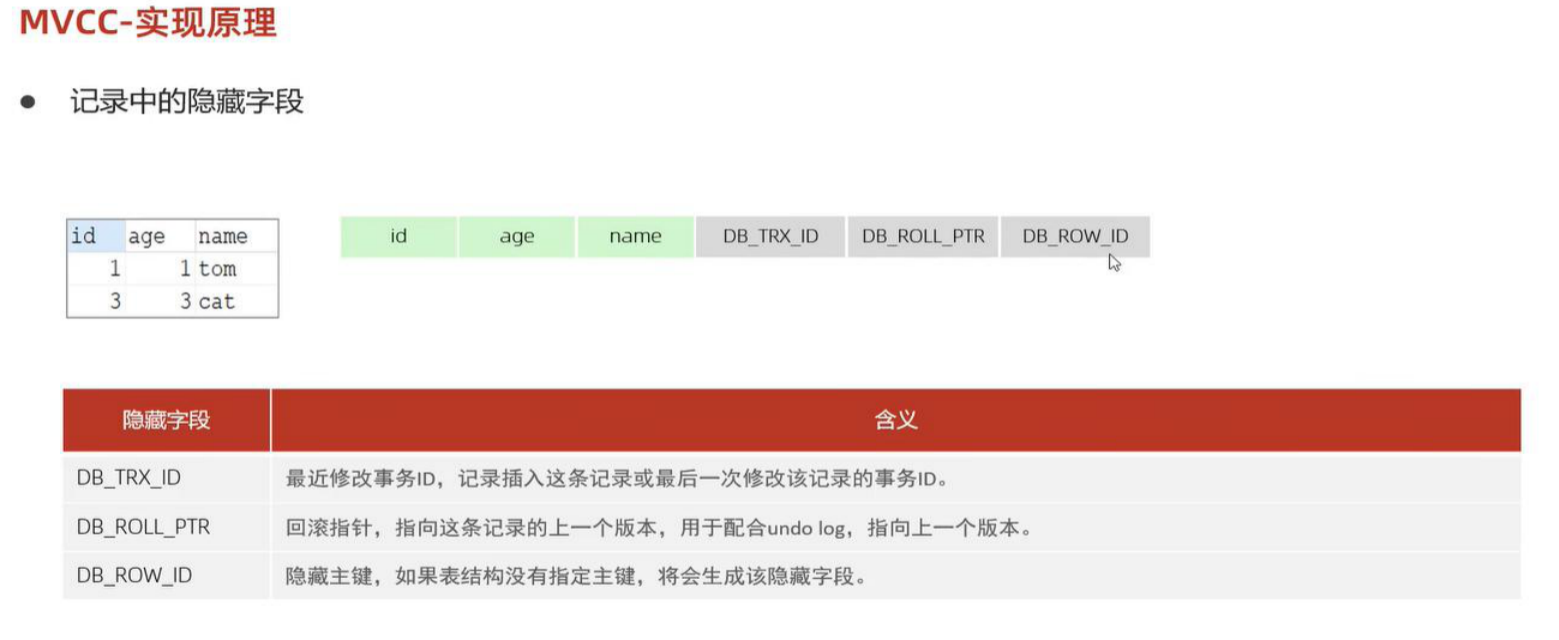 MVCC-实现原理
● 记录中的隐藏字段
id age name
1 1 tom
3 3 cat
id age name DB_TRX_ID DB_ROLL_PTR DB_ROW_ID
隐藏字段 含义
DB_TRX_ID 最近修改事务ID，记录插入这条记录或最后一次修改该记录的事务ID。
DB_ROLL_PTR 回滚指针，指向这条记录的上一个版本，用于配合undo log，指向上一个版本。
DB_ROW_ID 隐藏主键，如果表结构没有指定主键，将会生成该隐藏字段。